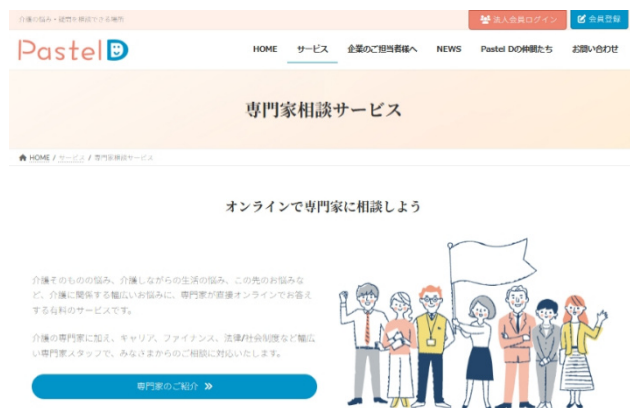 介護の悩み・疑問を相談できる場所
法人会員ログイン
会員登録
Pastel D
HOME サービス 企業のご担当者様へ NEWS Pastel Dの仲間たち お問い合わせ
専門家相談サービス
HOME / サービス / 専門家相談サービス
オンラインで専門家に相談しよう
介護そのものの悩み、介護しながらの生活の悩み、この先のお悩みな
ど、介護に関係する幅広いお悩みに、専門家が直接オンラインでお答え
する有料のサービスです。
介護の専門家に加え、キャリア、ファイナンス、法律/社会制度など幅広
い専門家スタッフで、みなさまからのご相談に対応いたします。
専門家のご紹介 »